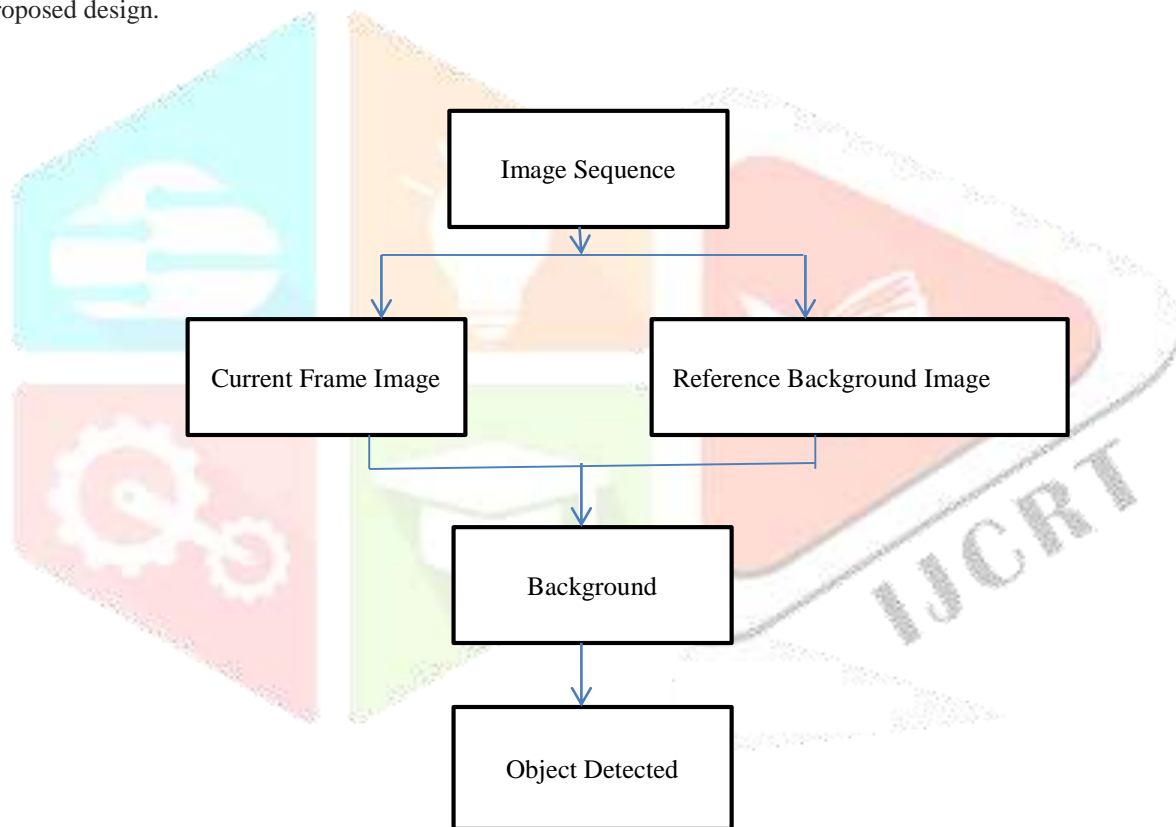 roposed design.
Image Sequence
Current Frame Image
Reference Background Image
IJCRT
Background
Object Detected